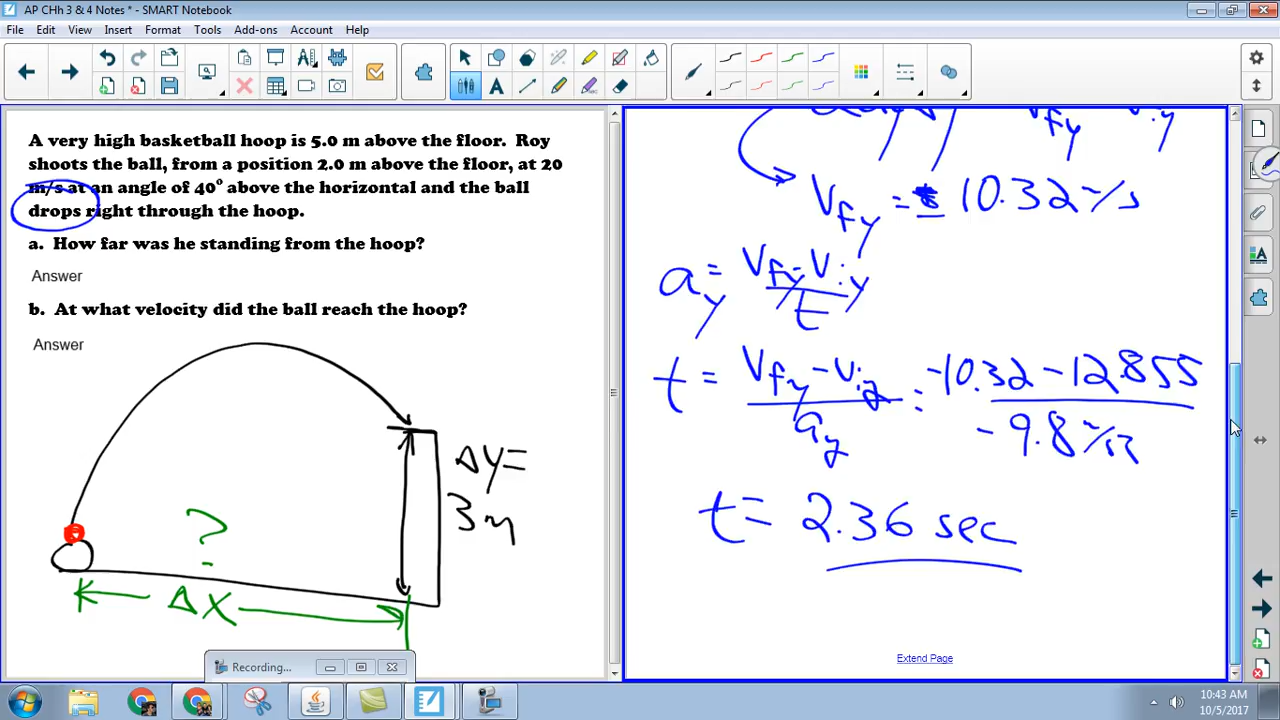 AP CHh 3 & 4 Notes * - SMART Notebook
File Edit View Insert Format Tools Add-ons Account Help
A very high basketball hoop is 5.0 m above the floor. Roy
shoots the ball, from a position 2.0 m above the floor, at 20
m/s at an angle of 40° above the horizontal and the ball
drops right through the hoop.
a. How far was he standing from the hoop?
Answer
b. At what velocity did the ball reach the hoop?
Answer
Δy =
3 m
?
Δx
Vfy = - 10.32 m/s
ay = Vfy - Viy
t
t = Vfy - Viy = -10.32 - 12.855
ay -9.8 m/s²
t = 2.36 sec
Extend Page
Recording...
10:43 AM
10/5/2017